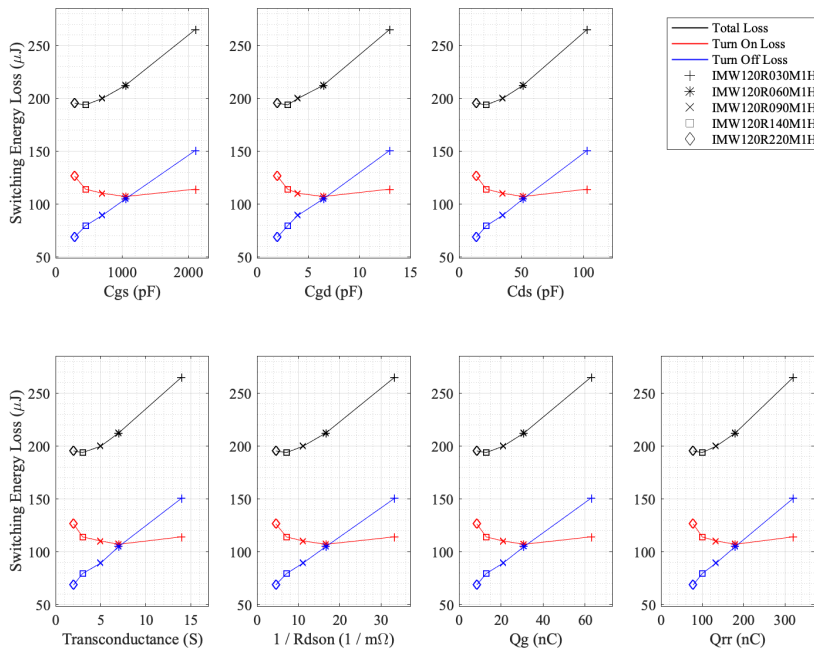 Switching Energy Loss (μJ)
250
200
150
100
50
0 1000 2000
Cgs (pF)
250
200
150
100
50
0 5 10 15
Cgd (pF)
250
200
150
100
50
0 50 100
Cds (pF)
Total Loss
Turn On Loss
Turn Off Loss
IMW120R030M1H
IMW120R060M1H
IMW120R090M1H
IMW120R140M1H
IMW120R220M1H
Switching Energy Loss (μJ)
250
200
150
100
50
0 5 10 15
Transconductance (S)
250
200
150
100
50
0 10 20 30
1 / Rdson (1 / mΩ)
250
200
150
100
50
0 20 40 60
Qg (nC)
250
200
150
100
50
0 100 200 300
Qrr (nC)